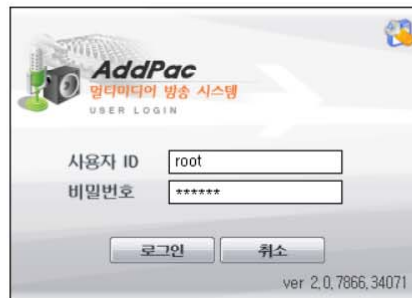 AddPac
멀티미디어 방송 시스템
USER LOGIN
사용자 ID root
비밀번호 ******
로그인 취소
ver 2,0,7866,34071